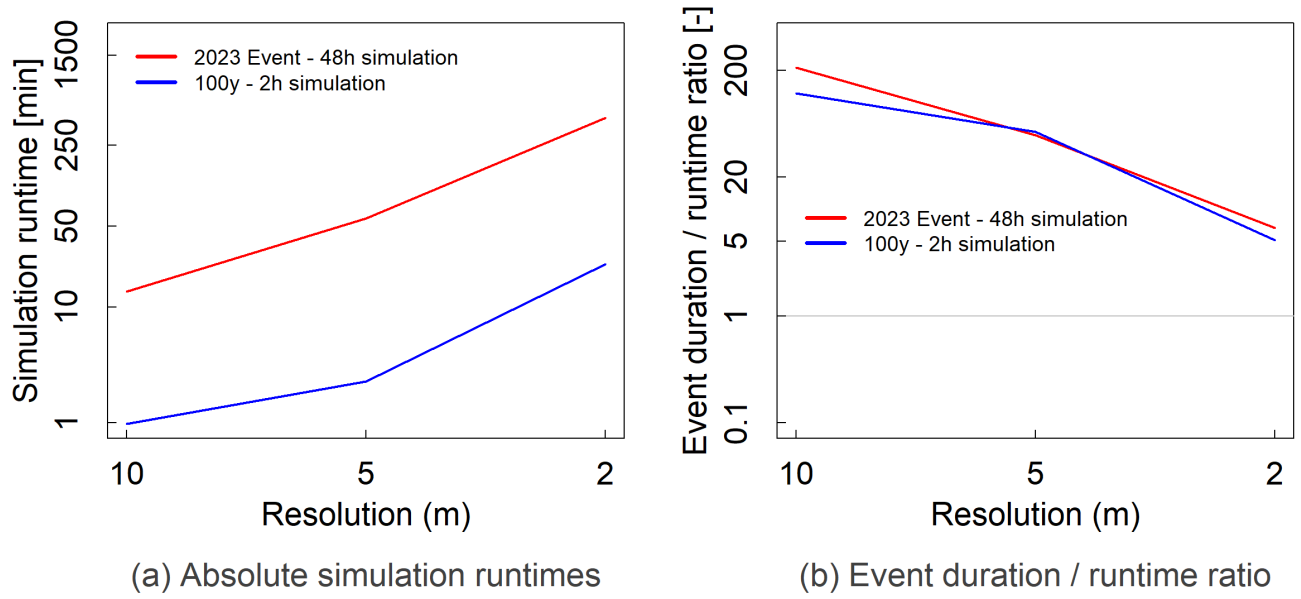 Simulation runtime [min]
1500
250
50
10
1
2023 Event - 48h simulation
100y - 2h simulation
10 5 2
Resolution (m)
(a) Absolute simulation runtimes
Event duration / runtime ratio [-]
200
20
5
1
0.1
2023 Event - 48h simulation
100y - 2h simulation
10 5 2
Resolution (m)
(b) Event duration / runtime ratio